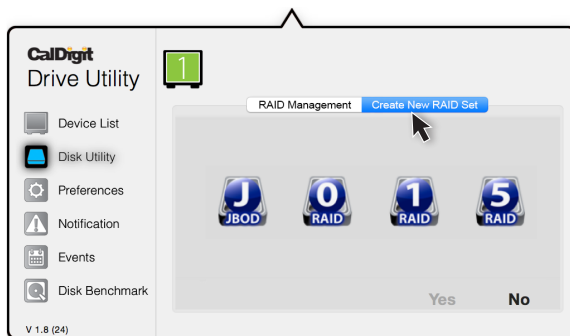 CalDigit
Drive Utility
1
RAID Management Create New RAID Set
Device List
Disk Utility
Preferences
Notification
Events
Disk Benchmark
J 0 1 5
JBOD RAID RAID RAID
Yes No
V 1.8 (24)